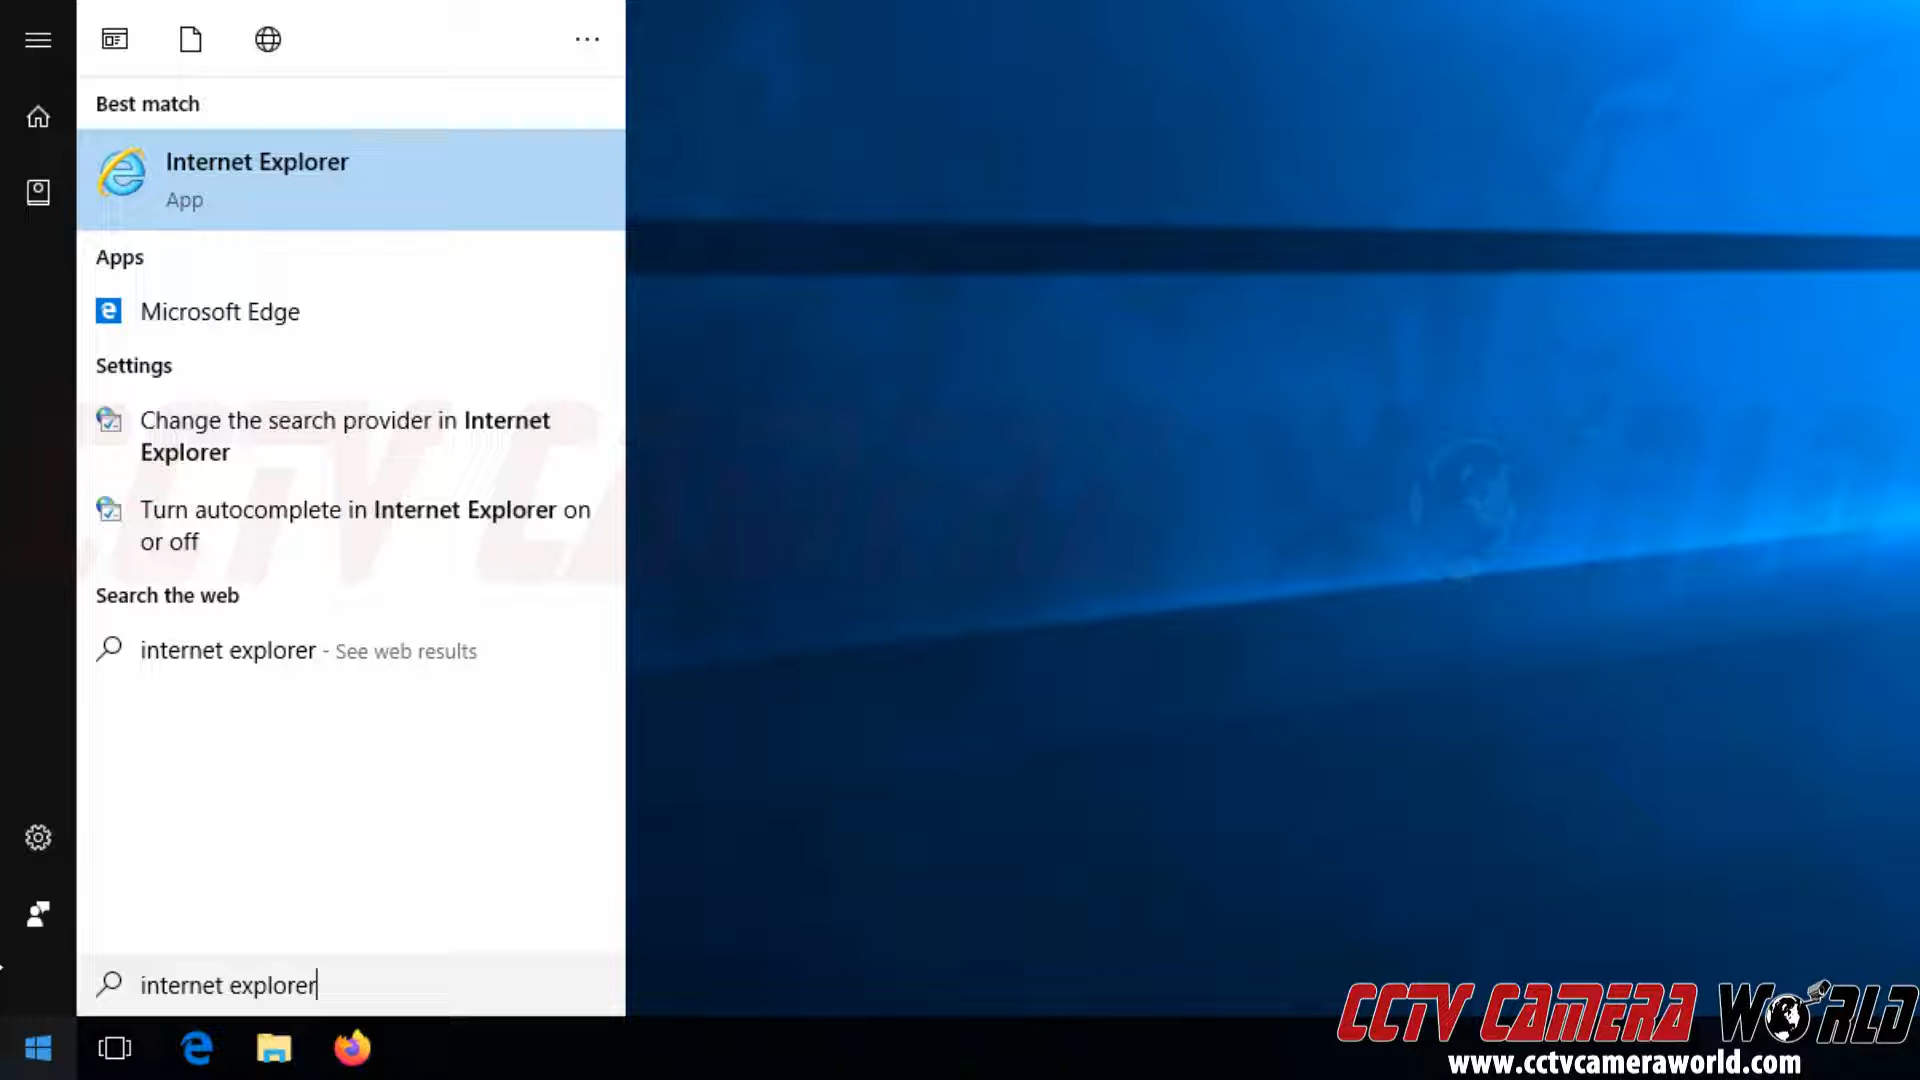 Best match
Internet Explorer
App
Apps
Microsoft Edge
Settings
Change the search provider in Internet
Explorer
Turn autocomplete in Internet Explorer on
or off
Search the web
internet explorer - See web results
internet explorer
CCTV CAMERA WORLD
www.cctvcameraworld.com